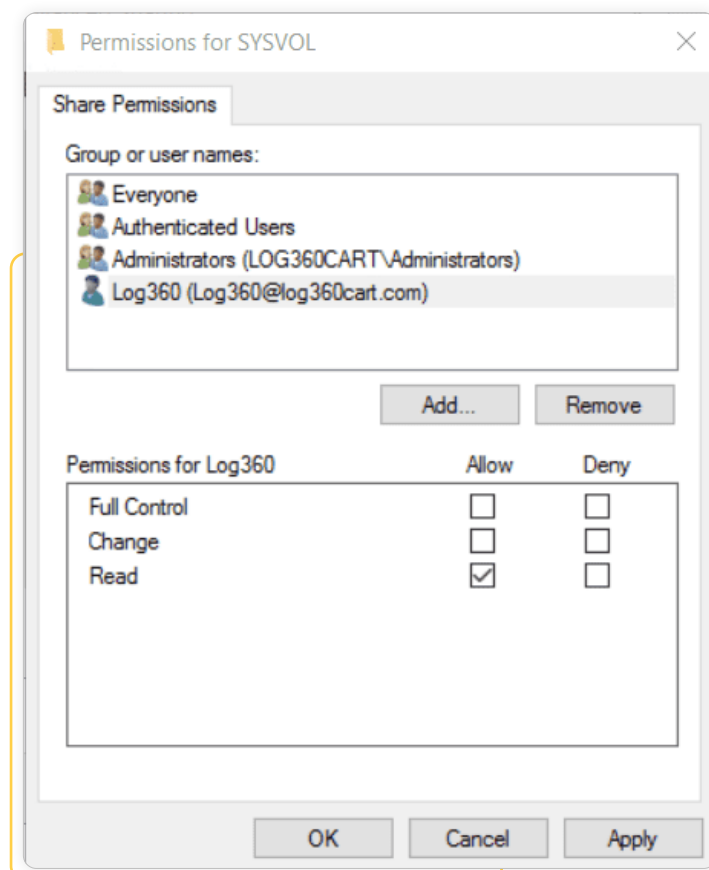 Permissions for SYSVOL
Share Permissions
Group or user names:
Everyone
Authenticated Users
Administrators (LOG360CART\Administrators)
Log360 (Log360@log360cart.com)
Add... Remove
Permissions for Log360 Allow Deny
Full Control
Change
Read
OK Cancel Apply